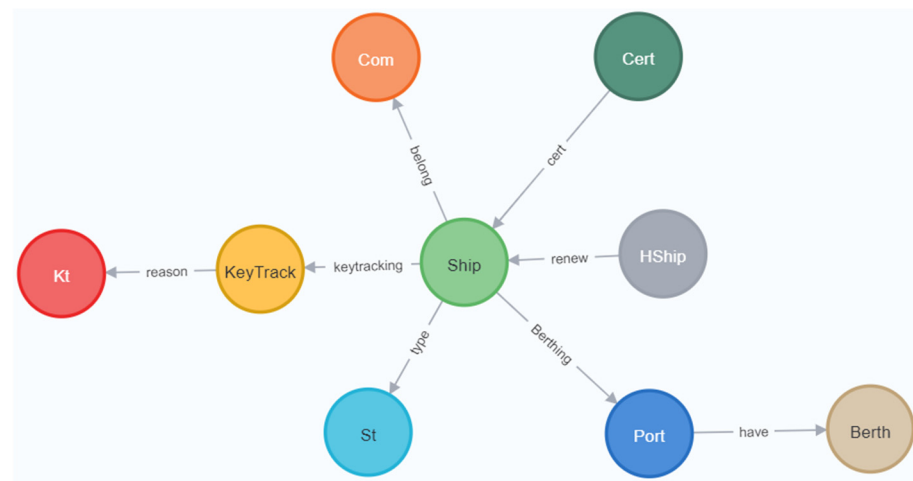 Com
Cert
belong
cert
Kt
reason
KeyTrack
keytracking
Ship
renew
HShip
type
Berthing
St
Port
have
Berth